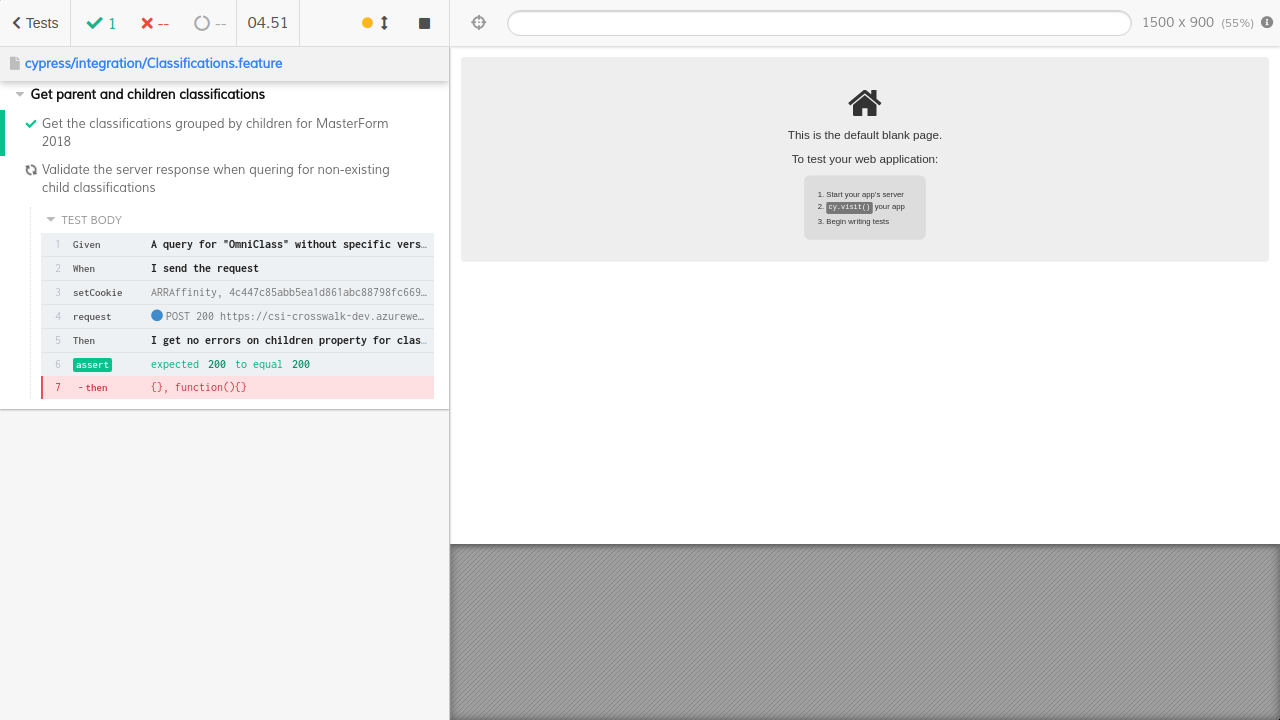 Tests 1 -- -- 04.51
1500 x 900 (55%)
cypress/integration/Classifications.feature
Get parent and children classifications
Get the classifications grouped by children for MasterForm
2018
Validate the server response when quering for non-existing
child classifications
TEST BODY
1 Given A query for "OmniClass" without specific vers…
2 When I send the request
3 setCookie ARRAffinity, 4c447c85abb5ea1d861abc88798fc669…
4 request POST 200 https://csi-crosswalk-dev.azurewe…
5 Then I get no errors on children property for clas…
6 assert expected 200 to equal 200
7 - then {}, function(){}
This is the default blank page.
To test your web application:
1. Start your app's server
2. cy.visit() your app
3. Begin writing tests